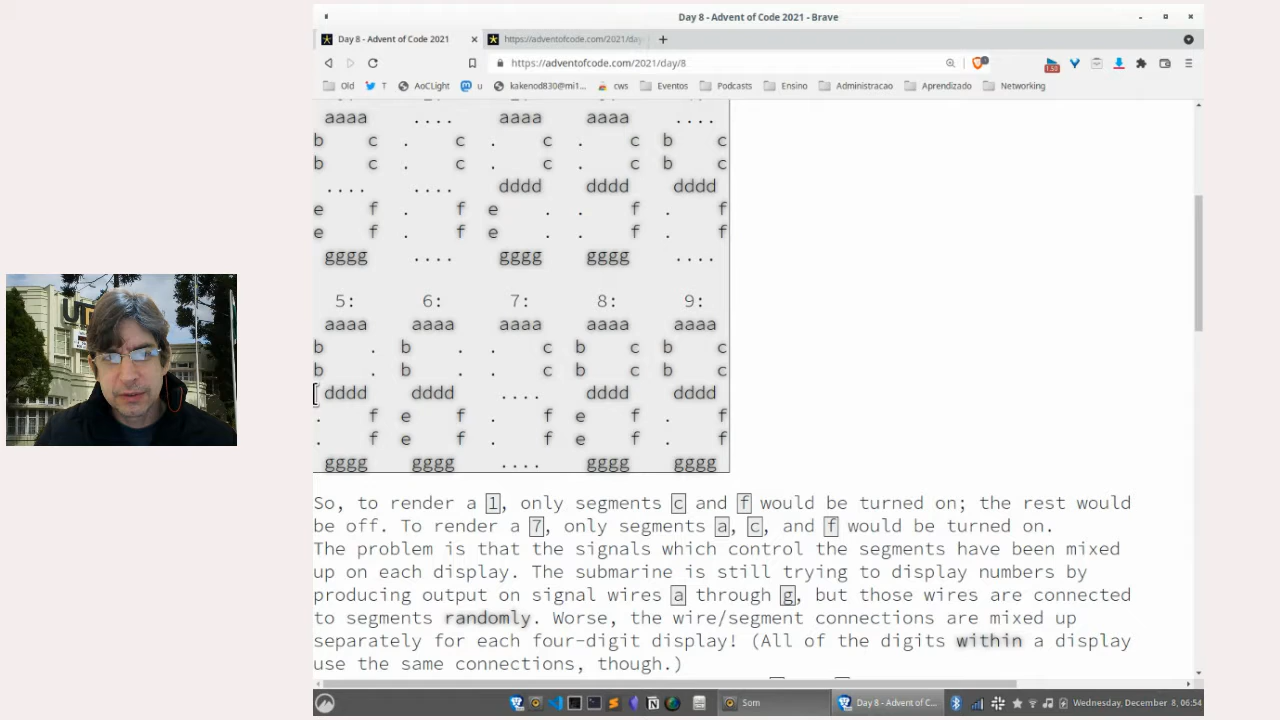 Day 8 - Advent of Code 2021 - Brave
Day 8 - Advent of Code 2021 https://adventofcode.com/2021/day
https://adventofcode.com/2021/day/8
Old T AoCLight u kakenod830@mi1... cws Eventos Podcasts Ensino Administracao Aprendizado Networking
aaaa .... aaaa aaaa ....
b c . c . c . c b c
b c . c . c . c b c
.... .... dddd dddd dddd
e f . f e . . f . f
e f . f e . . f . f
gggg .... gggg gggg ....
5: 6: 7: 8: 9:
aaaa aaaa aaaa aaaa aaaa
b . b . . c b c b c
b . b . . c b c b c
dddd dddd .... dddd dddd
. f e f . f e f . f
. f e f . f e f . f
gggg gggg .... gggg gggg
So, to render a 1, only segments c and f would be turned on; the rest would
be off. To render a 7, only segments a, c, and f would be turned on.
The problem is that the signals which control the segments have been mixed
up on each display. The submarine is still trying to display numbers by
producing output on signal wires a through g, but those wires are connected
to segments randomly. Worse, the wire/segment connections are mixed up
separately for each four-digit display! (All of the digits within a display
use the same connections, though.)
Som Day 8 - Advent of C... Wednesday, December 8, 06:54